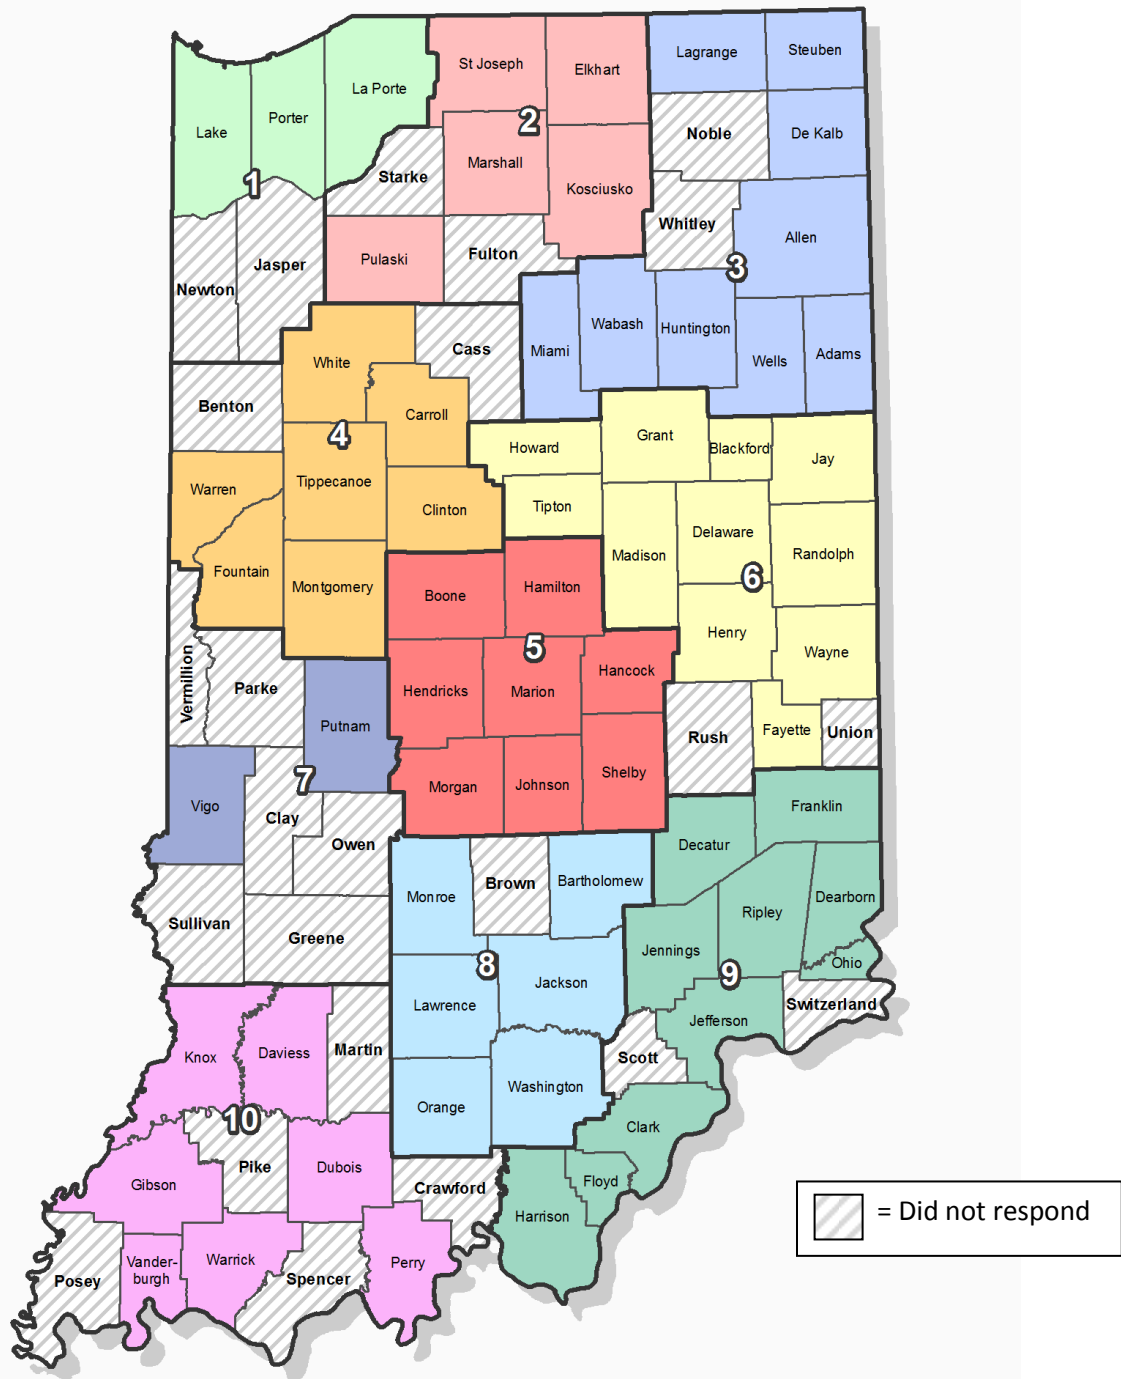 Lagrange
Steuben
St Joseph
Elkhart
La Porte
Porter
Lake
2
Noble
De Kalb
Marshall
Starke
1
Kosciusko
Whitley
Allen
Fulton
Pulaski
Jasper
3
Newton
Wabash
Huntington
Miami
Cass
White
Wells
Adams
Benton
Carroll
4
Grant
Howard
Blackford
Jay
Tippecanoe
Warren
Clinton
Tipton
Delaware
Madison
Randolph
Fountain
6
Montgomery
Boone
Hamilton
Henry
5
Wayne
Hancock
Vermillion
Parke
Hendricks
Marion
Putnam
Rush
Fayette
Union
Shelby
7
Morgan
Johnson
Vigo
Franklin
Clay
Owen
Decatur
Brown
Bartholomew
Monroe
Dearborn
Ripley
Sullivan
Greene
Jennings
8
Ohio
9
Jackson
Lawrence
Switzerland
Jefferson
Martin
Knox
Daviess
Scott
Washington
Orange
10
Clark
Pike
Dubois
Gibson
Crawford
Floyd
Harrison
= Did not respond
Warrick
Perry
Vander-
burgh
Posey
Spencer